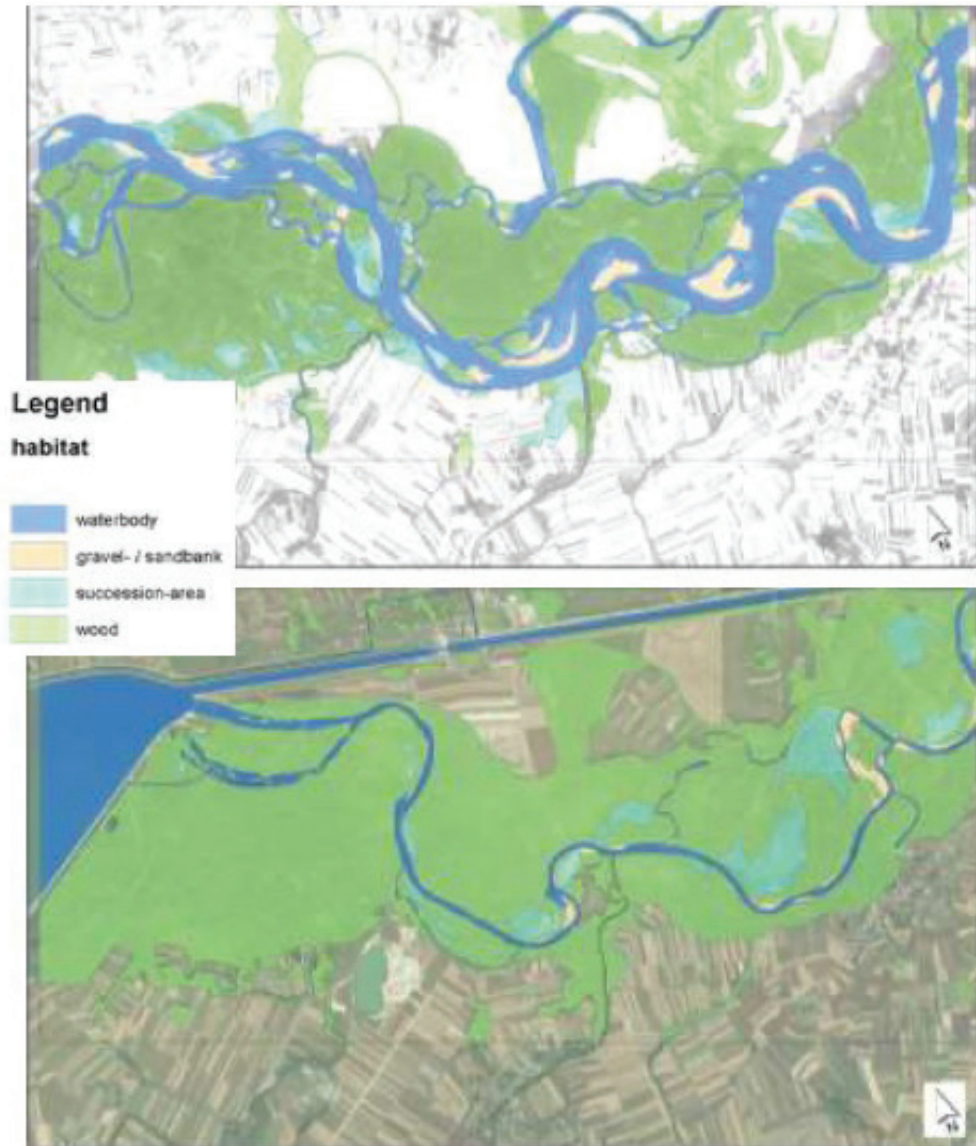 Legend
habitat
waterbody
gravel- / sandbank
succession-area
wood